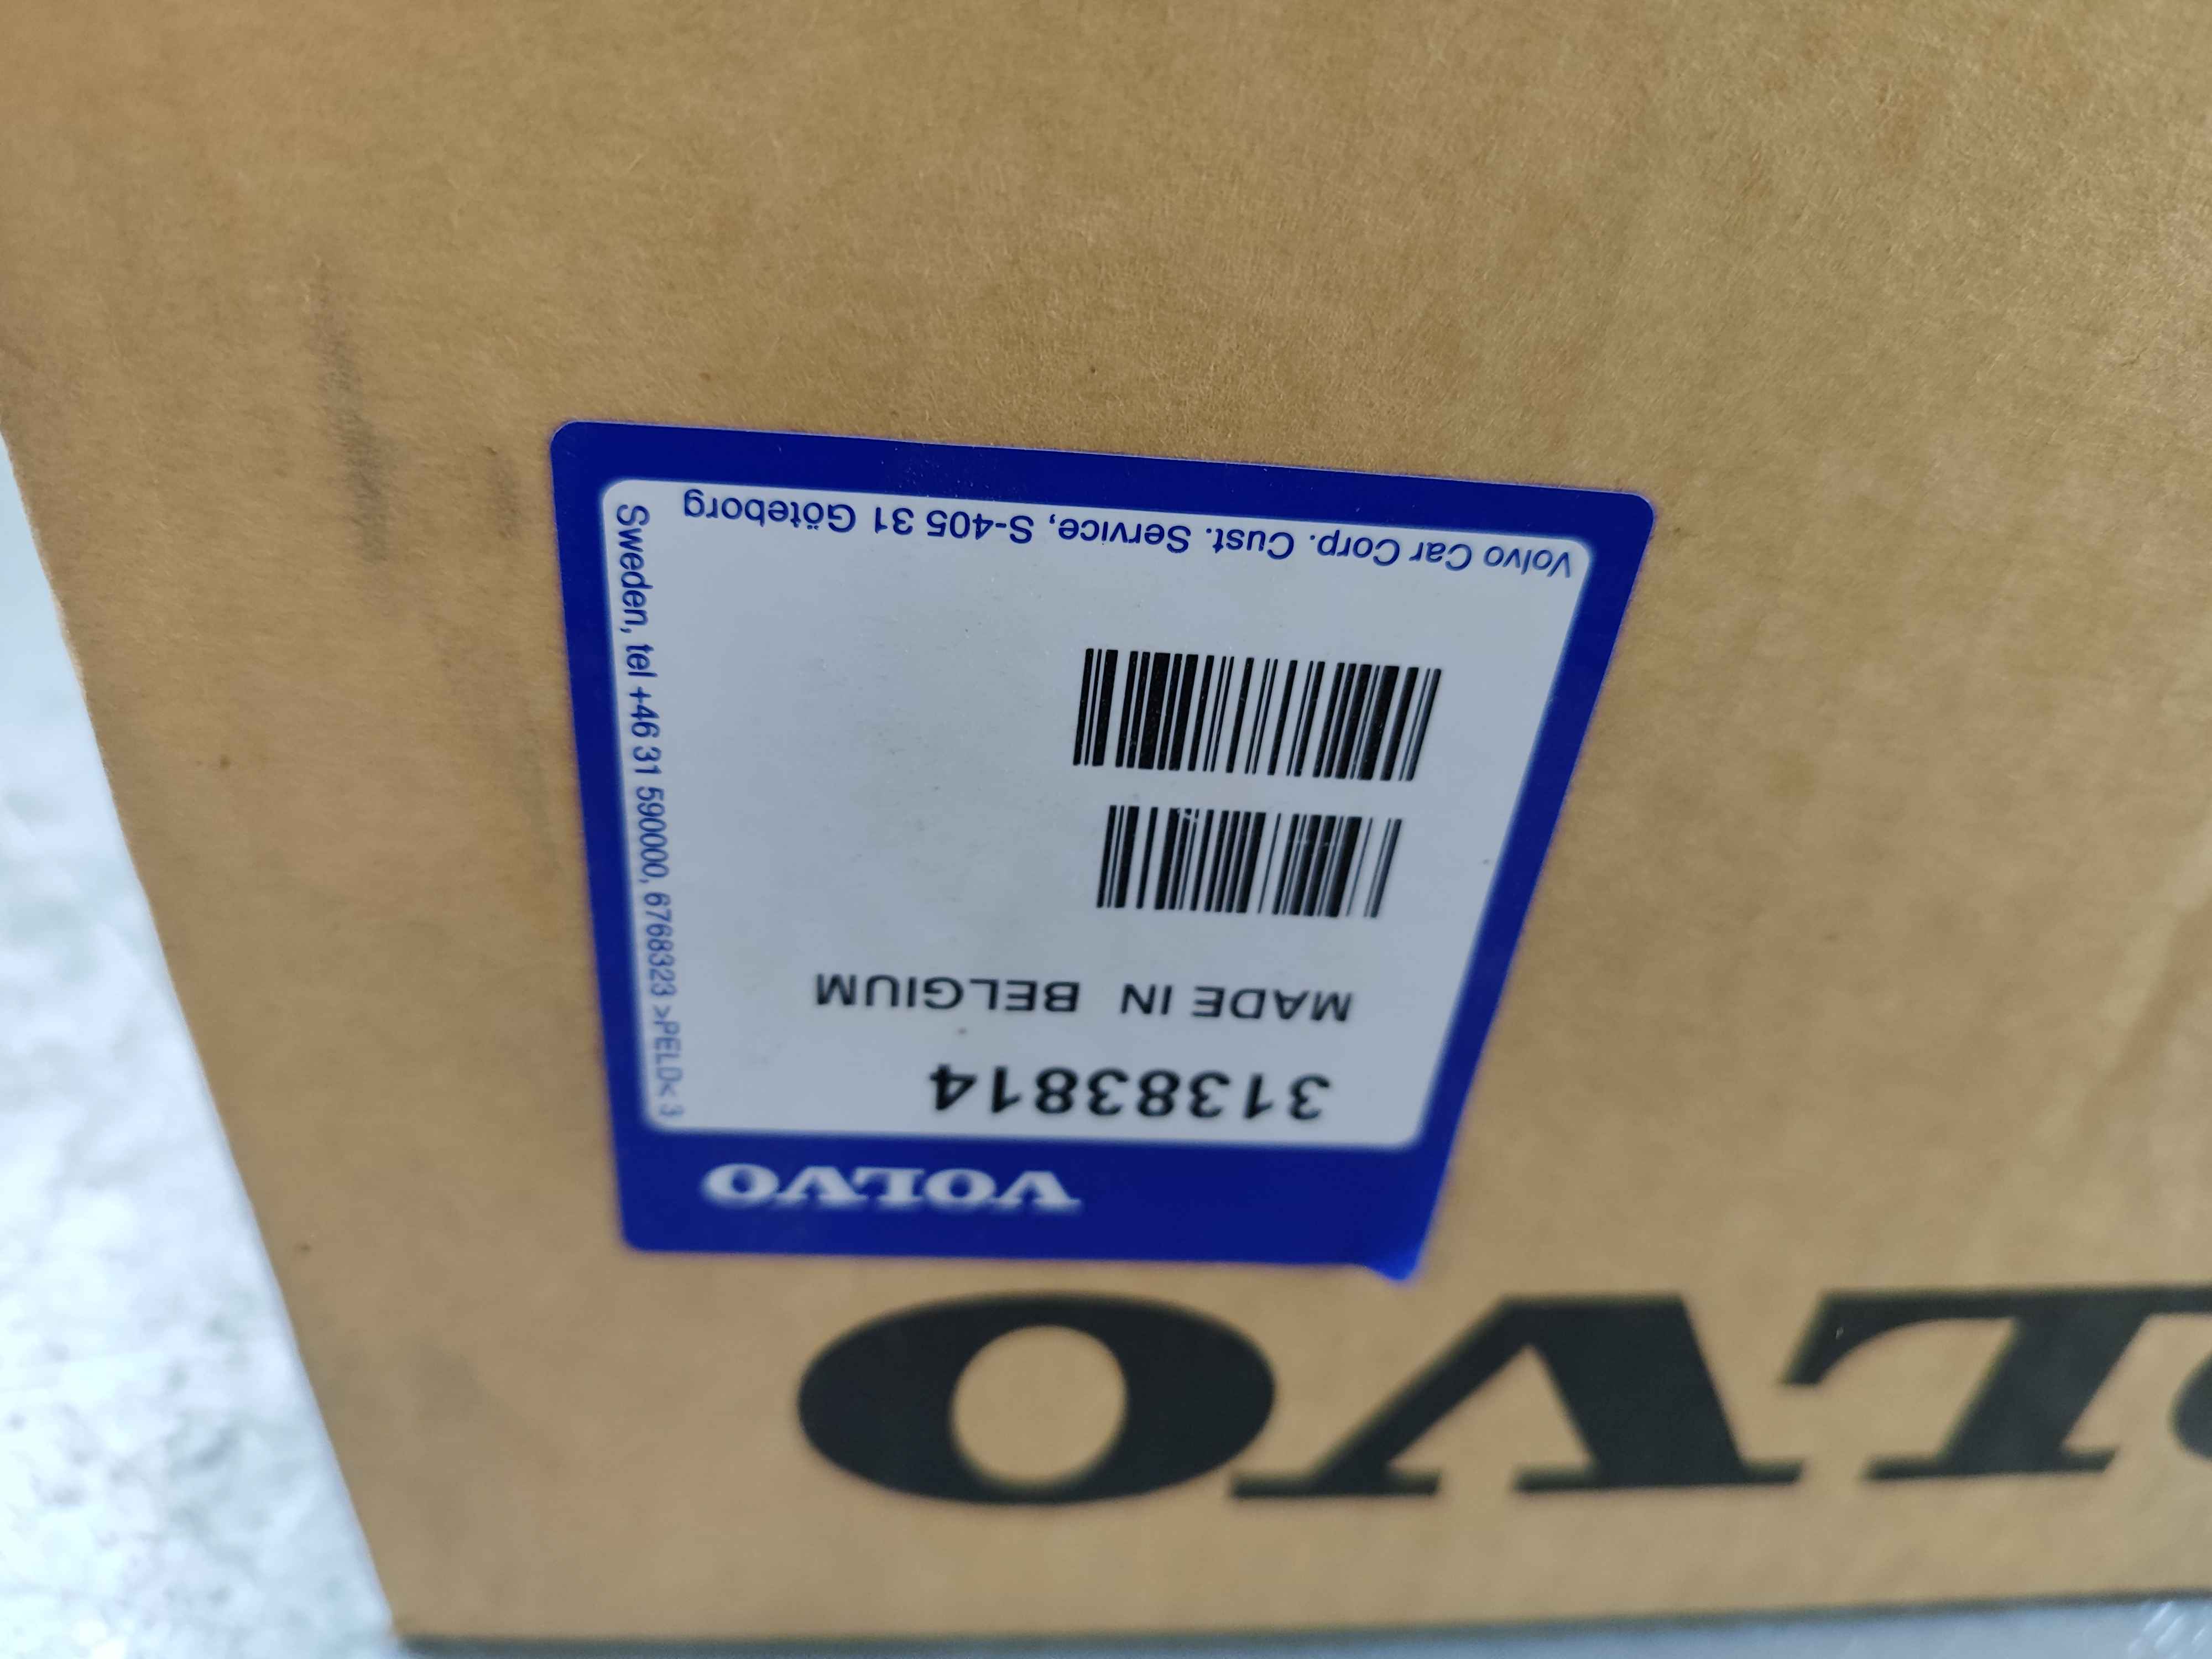 VOLVO
31383814
MADE IN BELGIUM
Volvo Car Corp. Cust. Service, S-405 31 Göteborg
Sweden, tel +46 31 590000, 6768323 >PELD< 3
VOLVO